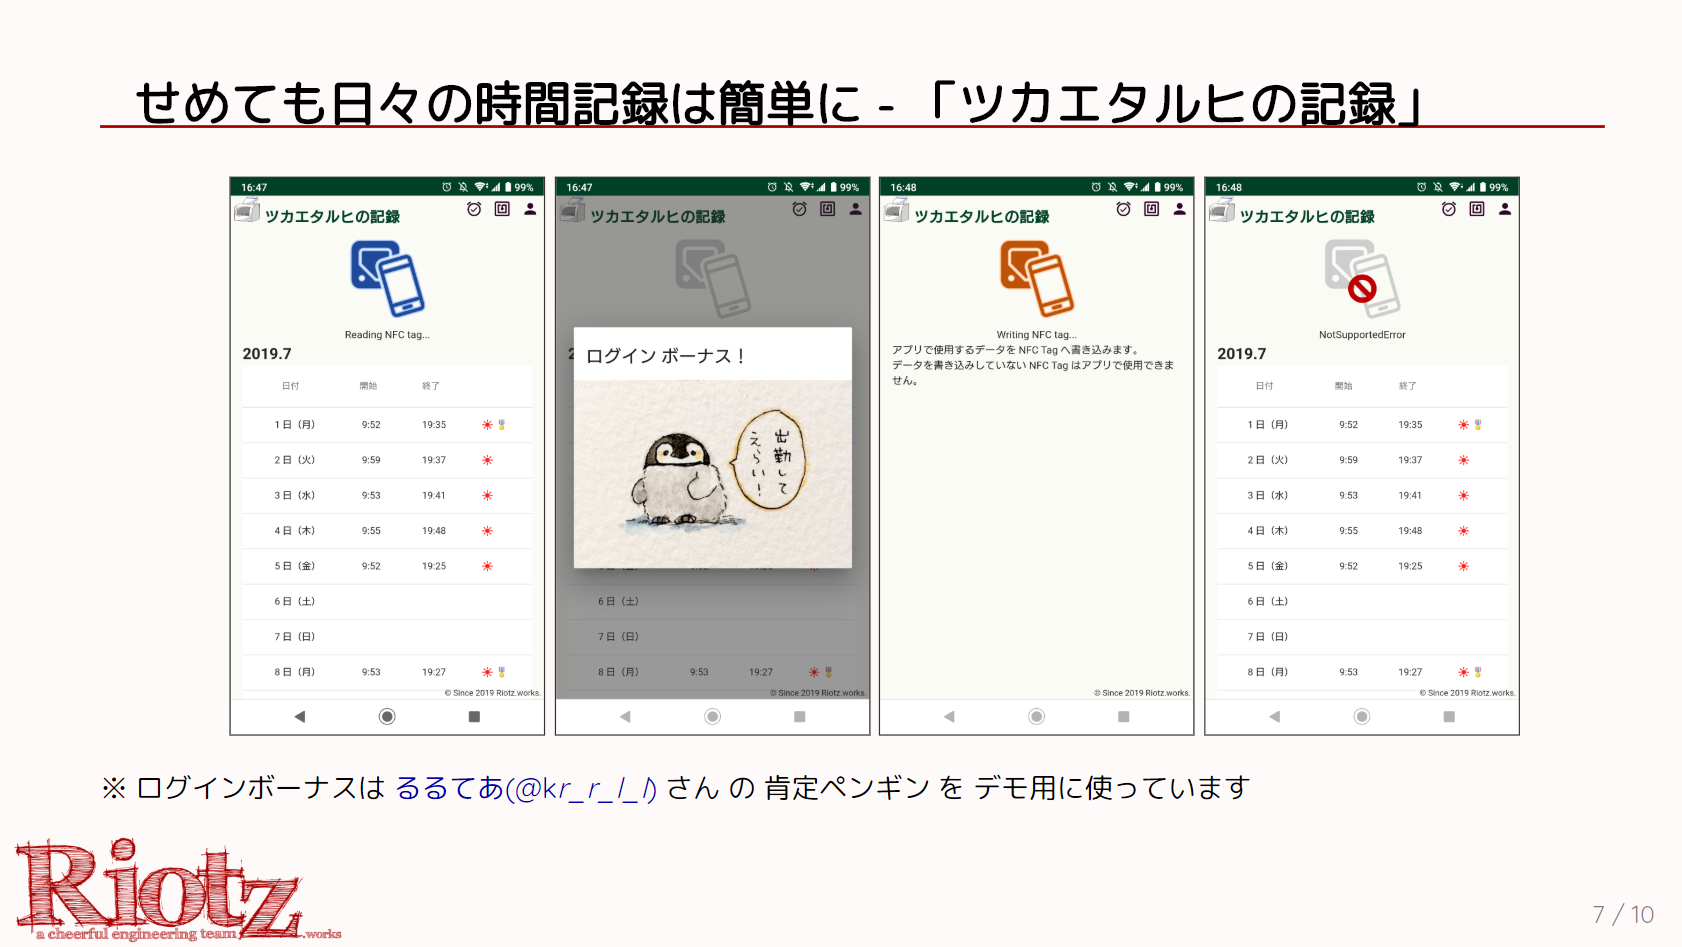 せめても日々の時間記録は簡単に - 「ツカエタルヒの記録」
16:47
99%
ツカエタルヒの記録
Reading NFC tag...
2019.7
日付 開始 終了
1日（月） 9:52 19:35
2日（火） 9:59 19:37
3日（水） 9:53 19:41
4日（木） 9:55 19:48
5日（金） 9:52 19:25
6日（土）
7日（日）
8日（月） 9:53 19:27
© Since 2019 Riotz.works.
16:47
99%
ツカエタルヒの記録
2
ログイン ボーナス！
出勤して
えらい！
6日（土）
7日（日）
8日（月） 9:53 19:27
© Since 2019 Riotz.works.
16:48
99%
ツカエタルヒの記録
Writing NFC tag...
アプリで使用するデータを NFC Tag へ書き込みます。
データを書き込みしていない NFC Tag はアプリで使用できま
せん。
© Since 2019 Riotz.works.
16:48
99%
ツカエタルヒの記録
NotSupportedError
2019.7
日付 開始 終了
1日（月） 9:52 19:35
2日（火） 9:59 19:37
3日（水） 9:53 19:41
4日（木） 9:55 19:48
5日（金） 9:52 19:25
6日（土）
7日（日）
8日（月） 9:53 19:27
© Since 2019 Riotz.works.
※ ログインボーナスは るるてあ(@kr_r_l_l) さん の 肯定ペンギン を デモ用に使っています
Riotz
a cheerful engineering team .works
7 / 10